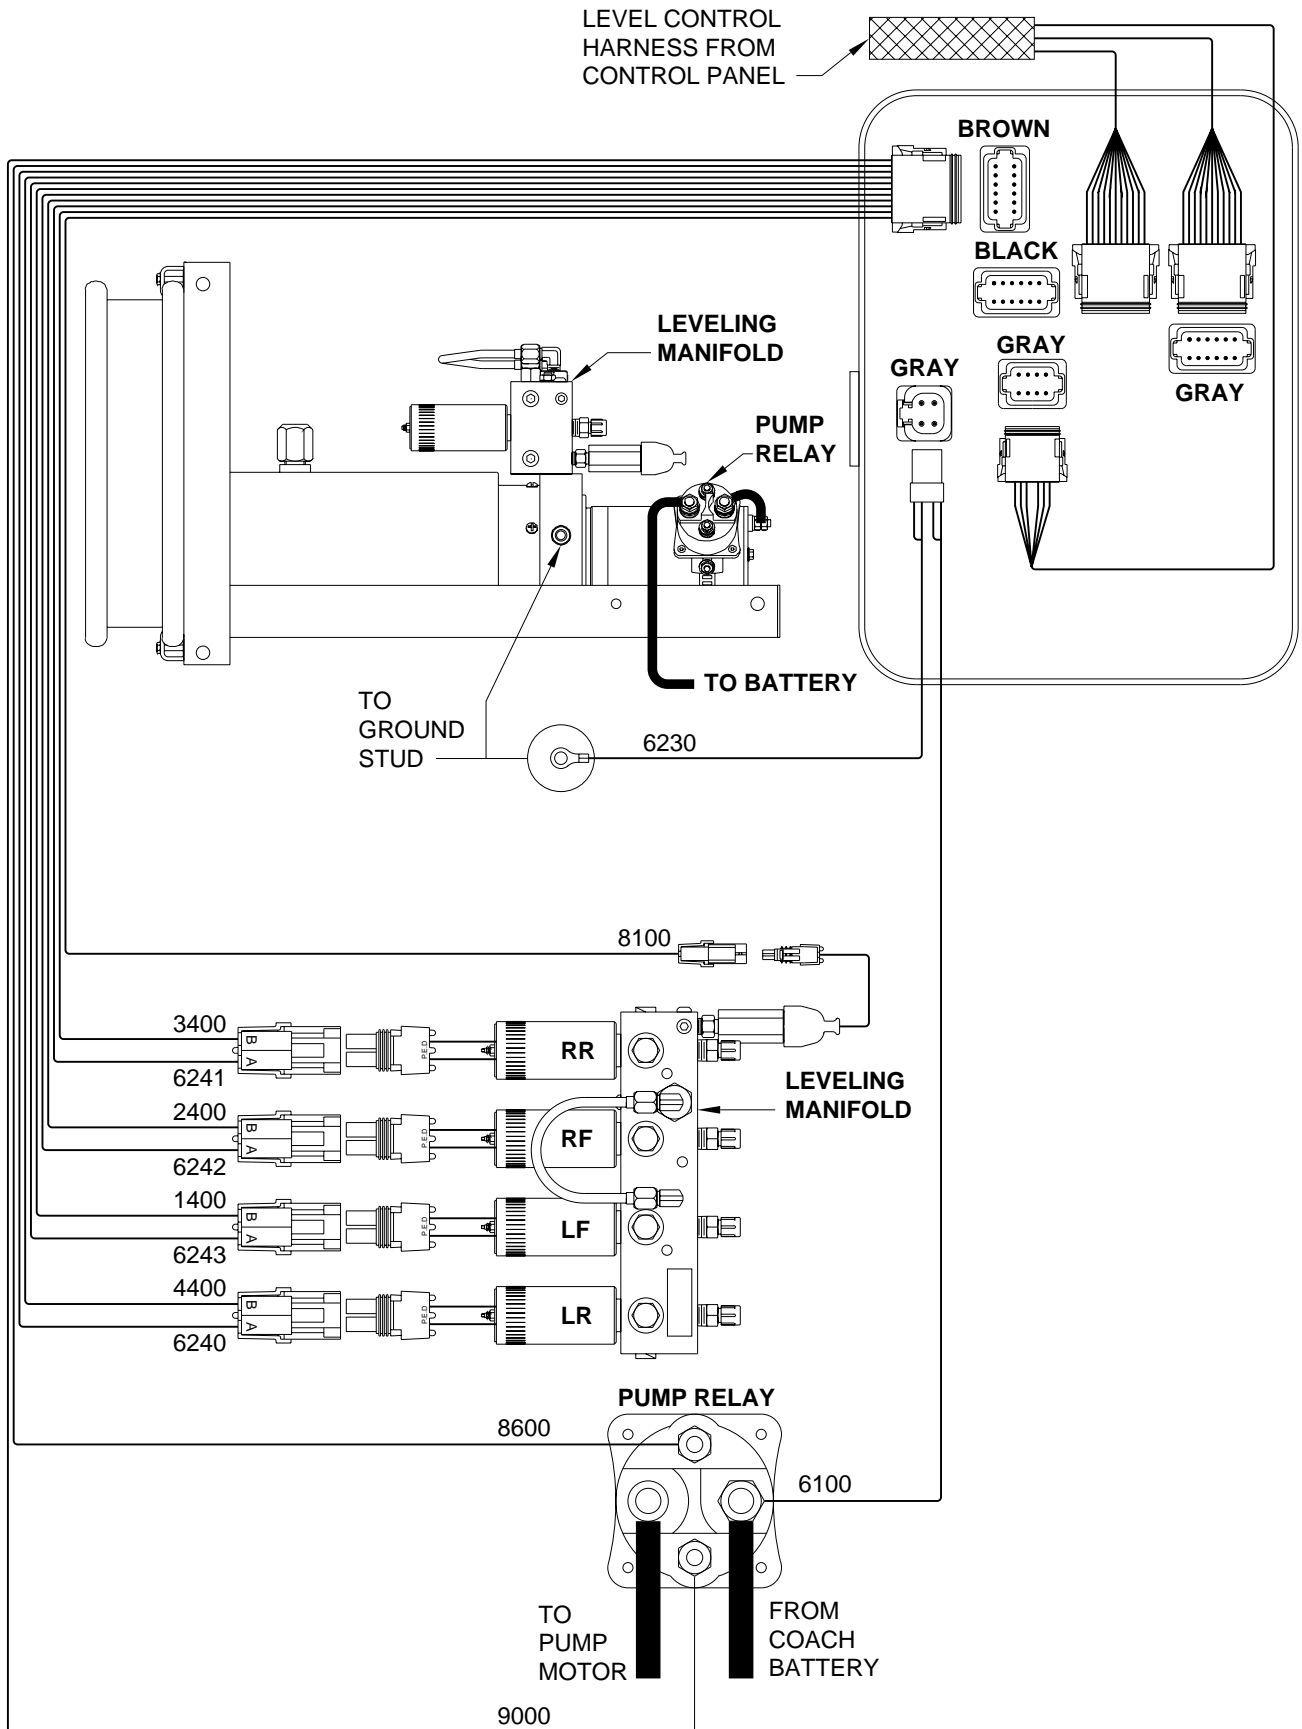 LEVEL CONTROL
HARNESS FROM
CONTROL PANEL
BROWN
BLACK
LEVELING
MANIFOLD
GRAY
GRAY
GRAY
PUMP
RELAY
TO BATTERY
TO
GROUND
STUD
6230
8100
3400
B
A
P.E.D
RR
6241
LEVELING
MANIFOLD
2400
B
A
P.E.D
RF
6242
1400
B
A
P.E.D
LF
6243
4400
B
A
P.E.D
LR
6240
PUMP RELAY
8600
6100
TO
PUMP
MOTOR
FROM
COACH
BATTERY
9000